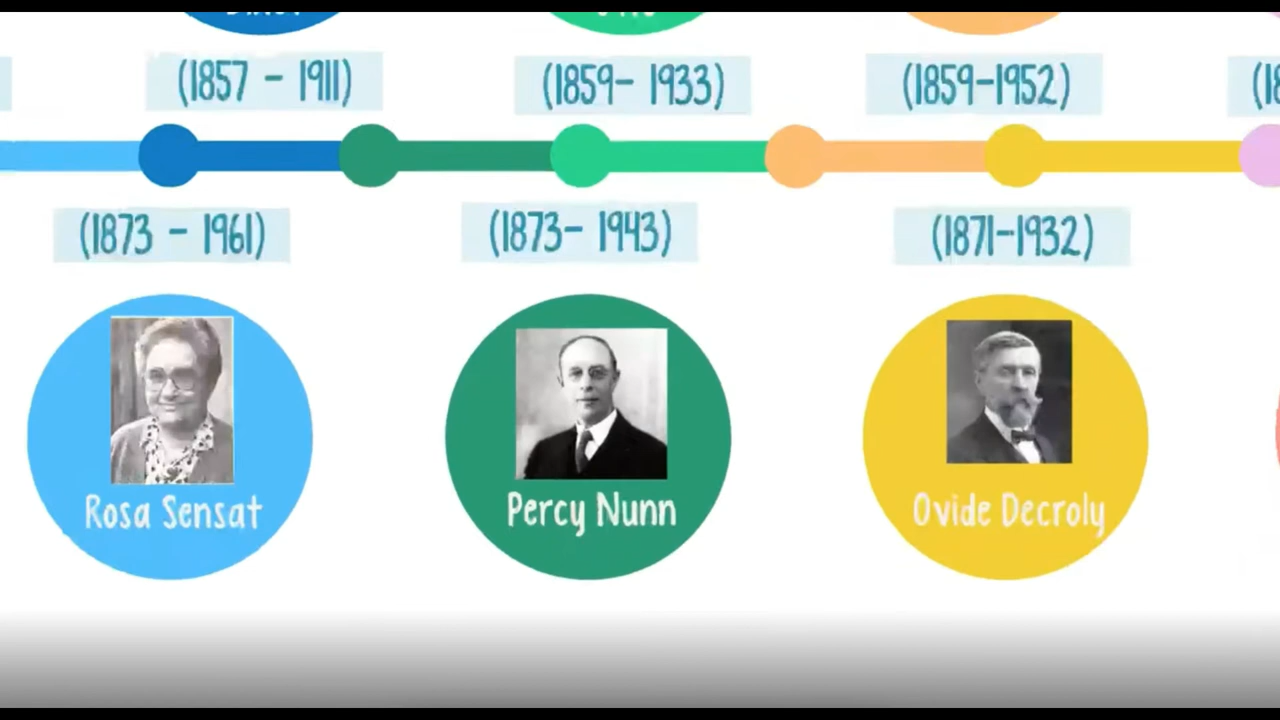 (1857 - 1911)
(1859- 1933)
(1859-1952)
(1873 - 1961)
(1873- 1943)
(1871-1932)
Rosa Sensat
Percy Nunn
Ovide Decroly